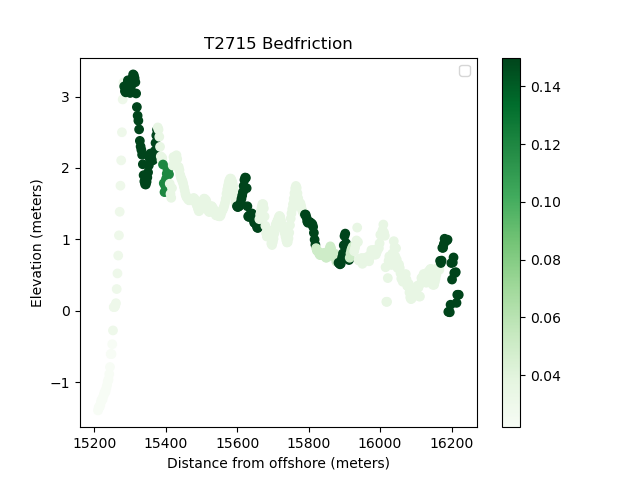 T2715 Bedfriction
3
2
1
0
−1
Elevation (meters)
15200 15400 15600 15800 16000 16200
Distance from offshore (meters)
0.14
0.12
0.10
0.08
0.06
0.04